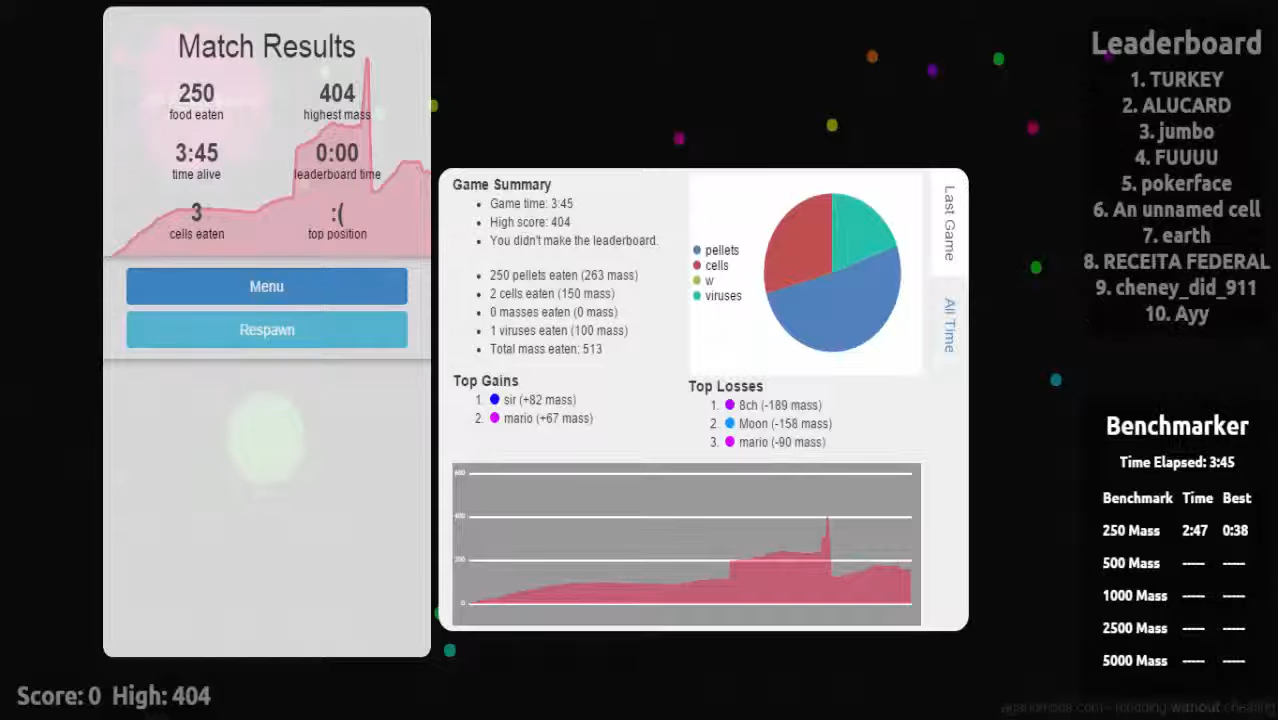 Match Results
250 404
food eaten highest mass
3:45 0:00
time alive leaderboard time
3 :(
cells eaten top position
Menu
Respawn
Game Summary
Game time: 3:45
High score: 404
You didn't make the leaderboard.
250 pellets eaten (263 mass)
2 cells eaten (150 mass)
0 masses eaten (0 mass)
1 viruses eaten (100 mass)
Total mass eaten: 513
pellets
cells
w
viruses
Last Game
All Time
Top Gains
1. sir (+82 mass)
2. mario (+67 mass)
Top Losses
1. 8ch (-189 mass)
2. Moon (-158 mass)
3. mario (-90 mass)
600
400
200
0
Leaderboard
1. TURKEY
2. ALUCARD
3. jumbo
4. FUUUU
5. pokerface
6. An unnamed cell
7. earth
8. RECEITA FEDERAL
9. cheney_did_911
10. Ayy
Benchmarker
Time Elapsed: 3:45
Benchmark Time Best
250 Mass 2:47 0:38
500 Mass ----- -----
1000 Mass ----- -----
2500 Mass ----- -----
5000 Mass ----- -----
Score: 0 High: 404
agariomods.com - modding without cheating